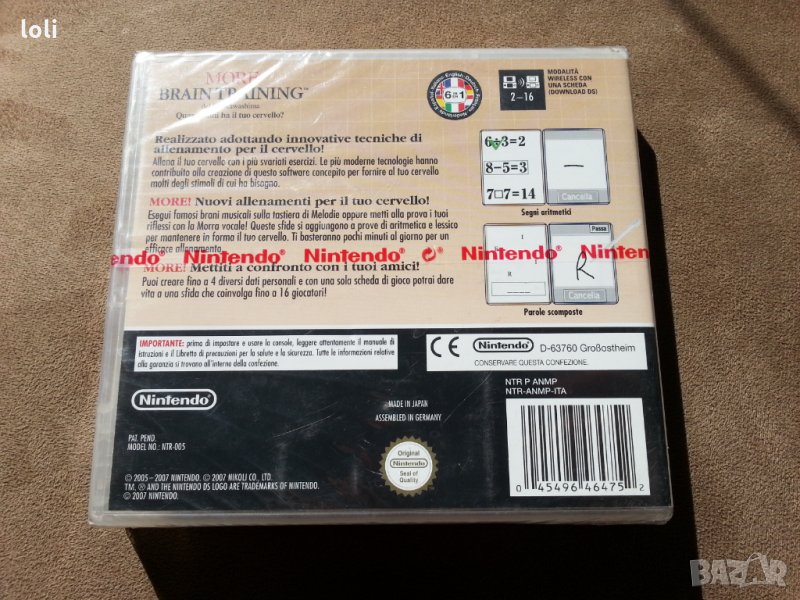 loli
MORE
BRAIN TRAINING™
Realizzato adottando innovative tecniche di
allenamento per il cervello!
Allena il tuo cervello con i più svariati esercizi. Le più moderne tecnologie hanno
contribuito alla creazione di questo software concepito per fornire al tuo cervello
molti degli stimoli di cui ha bisogno.
MORE! Nuovi allenamenti per il tuo cervello!
Esegui famosi brani musicali sulla tastiera di Melodie oppure metti alla prova i tuoi
riflessi con la Morra vocale! Queste sfide si aggiungono a prove di aritmetica e lessico
per mantenere in forma il tuo cervello. Ti basteranno pochi minuti al giorno per un
efficace allenamento.
Nintendo® Nintendo® Nintendo® Nintendo®
MORE! Mettiti a confronto con i tuoi amici!
Puoi creare fino a 4 diversi dati personali e con una sola scheda di gioco potrai dare
vita a una sfida che coinvolga fino a 16 giocatori!
6 in 1
2-16
MODALITÀ
WIRELESS CON
UNA SCHEDA
(DOWNLOAD DS)
6÷3=2
8-5=3
7□7=14
Cancella
Segni aritmetici
Passa
I
R
R
Cancella
Parole scomposte
IMPORTANTE: prima di impostare e usare la console, leggere attentamente il manuale di
istruzioni e il Libretto di precauzioni per la salute e la sicurezza. Tutte le informazioni relative
alla garanzia si trovano all'interno della confezione.
CE Nintendo® D-63760 Großostheim
CONSERVARE QUESTA CONFEZIONE.
Nintendo®
MADE IN JAPAN
ASSEMBLED IN GERMANY
PAT. PEND.
MODEL NO.: NTR-005
Original
Nintendo
Seal of
Quality
NTR P ANMP
NTR-ANMP-ITA
0 45496 46475 2
© 2005-2007 NINTENDO. © 2007 NIKOLI CO., LTD.
TM, ® AND THE NINTENDO DS LOGO ARE TRADEMARKS OF NINTENDO.
© 2007 NINTENDO.
BAZAR